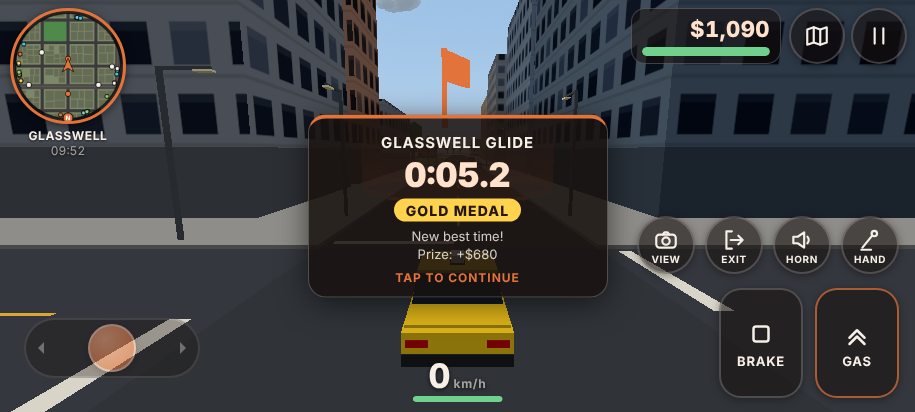 $1,090
N
GLASSWELL
09:52
GLASSWELL GLIDE
0:05.2
GOLD MEDAL
New best time!
Prize: +$680
TAP TO CONTINUE
VIEW
EXIT
HORN
HAND
BRAKE
GAS
0 km/h